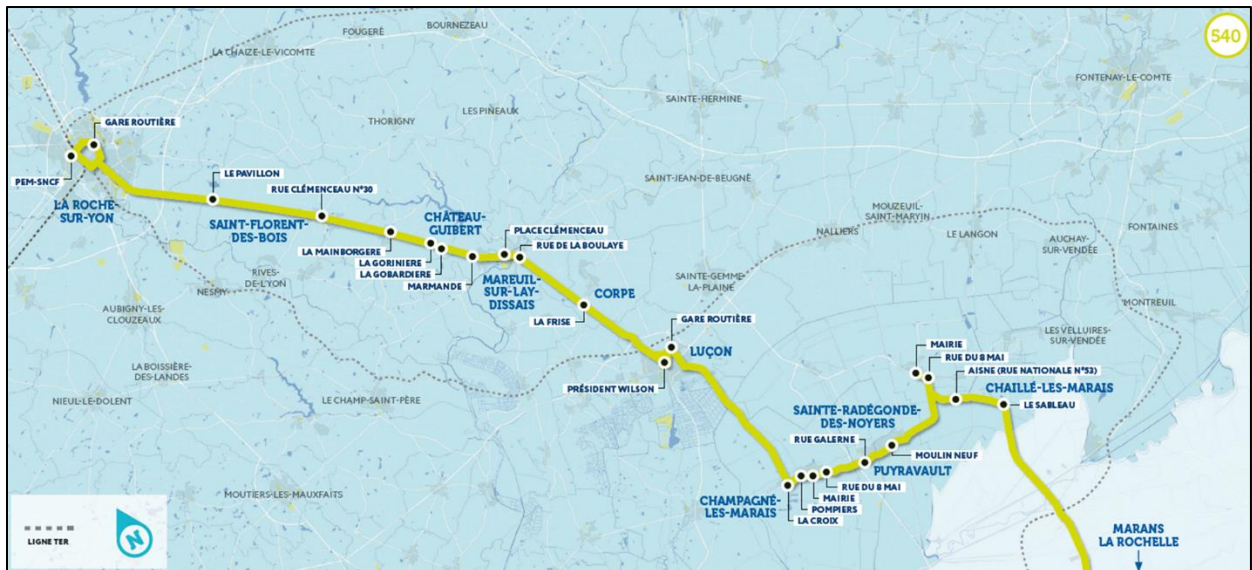 BOURNEZEAU
FOUGERÉ
540
LA CHAIZE-LE-VICOMTE
FONTENAY-LE-COMTE
SAINTE-HERMINE
LES PINEAUX
THORIGNY
GARE ROUTIÈRE
PEM-SNCF
LA ROCHE-
SUR-YON
LE PAVILLON
SAINT-FLORENT-
DES-BOIS
RUE CLÉMENCEAU N°30
SAINT-JEAN-DE-BEUGNÉ
CHÂTEAU-
GUIBERT
LA MAINBORGERE
LA GORINIERE
LA GOBARDIERE
MARMANDE
PLACE CLÉMENCEAU
RUE DE LA BOULAYE
MAREUIL-
SUR-LAY-
DISSAIS
MOUZEUIL-
SAINT-MARYIN
NALLIERS
LE LANGON
AUCHAY-
SUR-VENDÉE
FONTAINES
RIVES-
DE-L'YON
NESMY
SAINTE-GEMME-
LA-PLAINE
CORPE
LA FRISE
MONTREUIL
AUBIGNY-LES-
CLOUZEAUX
GARE ROUTIÈRE
LUÇON
PRÉSIDENT WILSON
LES VELLUIRES-
SUR-VENDÉE
MAIRIE
RUE DU 8 MAI
AISNE (RUE NATIONALE N°53)
CHAILLÉ-LES-MARAIS
LE SABLEAU
LA BOISSIÈRE-
DES-LANDES
NIEUL-LE-DOLENT
LE CHAMP-SAINT-PÈRE
SAINTE-RADÉGONDE-
DES-NOYERS
RUE GALERNE
MOULIN NEUF
PUYRAVAULT
RUE DU 8 MAI
MAIRIE
POMPIERS
LA CROIX
CHAMPAGNÉ-
LES-MARAIS
MOUTIERS-LES-MAUXFAITS
LIGNE TER
N
MARANS
LA ROCHELLE